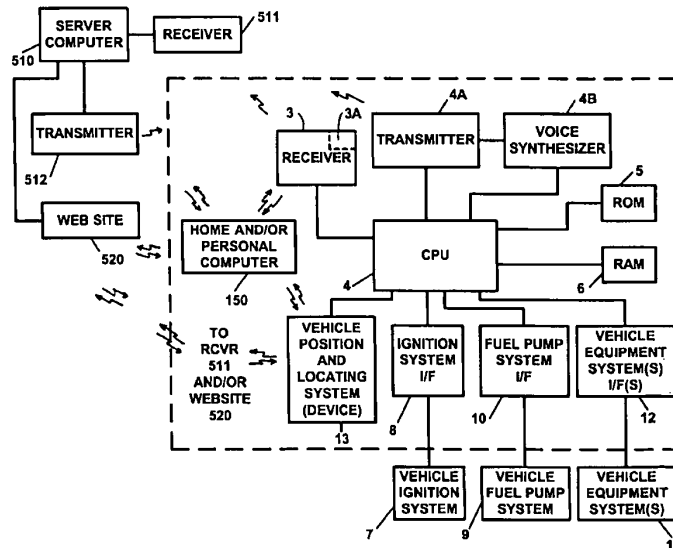 SERVER
COMPUTER
510
RECEIVER
511
TRANSMITTER
512
WEB SITE
520
3
3A
RECEIVER
4A
TRANSMITTER
4B
VOICE
SYNTHESIZER
5
ROM
CPU
4
RAM
6
HOME AND/OR
PERSONAL
COMPUTER
150
TO
RCVR
511
AND/OR
WEBSITE
520
VEHICLE
POSITION
AND
LOCATING
SYSTEM
(DEVICE)
13
IGNITION
SYSTEM
I/F
8
FUEL PUMP
SYSTEM
I/F
10
VEHICLE
EQUIPMENT
SYSTEM(S)
I/F(S)
12
VEHICLE
IGNITION
SYSTEM
7
VEHICLE
FUEL PUMP
SYSTEM
9
VEHICLE
EQUIPMENT
SYSTEM(S)